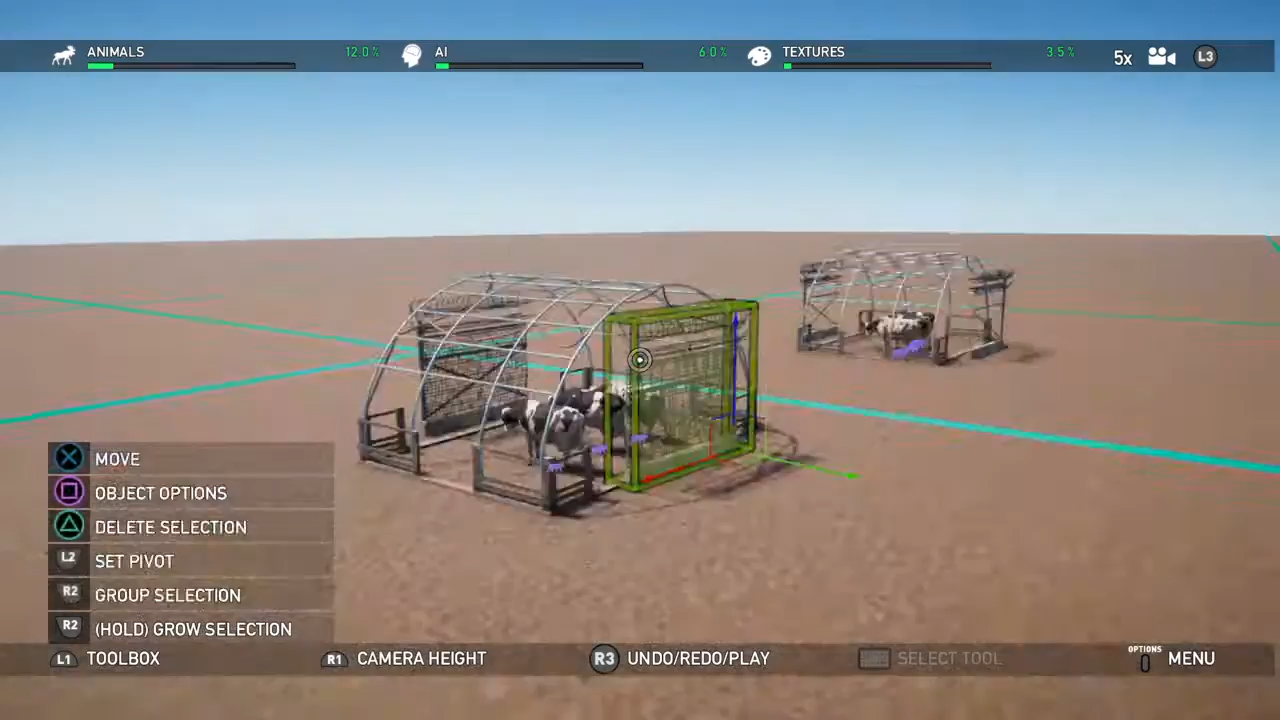 ANIMALS 12.0% AI 6.0% TEXTURES 3.5% 5x L3
MOVE
OBJECT OPTIONS
DELETE SELECTION
L2 SET PIVOT
R2 GROUP SELECTION
R2 (HOLD) GROW SELECTION
L1 TOOLBOX R1 CAMERA HEIGHT R3 UNDO/REDO/PLAY SELECT TOOL OPTIONS MENU